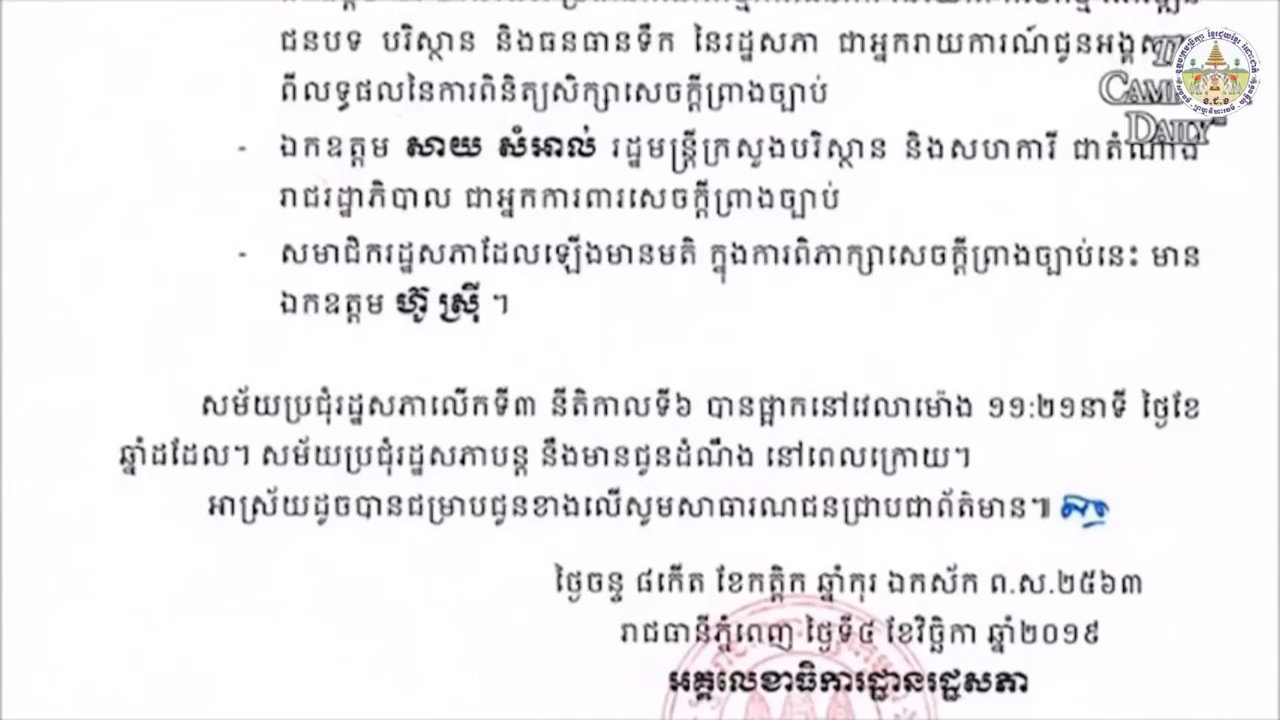 ជនបទ បរិស្ថាន និងធនធានទឹក នៃរដ្ឋសភា ជាអ្នករាយការណ៍ជូនអង្គស
ពីលទ្ធផលនៃការពិនិត្យសិក្សាសេចក្តីព្រាងច្បាប់
- ឯកឧត្តម សាយ សំអាល់ រដ្ឋមន្ត្រីក្រសួងបរិស្ថាន និងសហការី ជាតំណាង
រាជរដ្ឋាភិបាល ជាអ្នកការពារសេចក្តីព្រាងច្បាប់
- សមាជិករដ្ឋសភាដែលឡើងមានមតិ ក្នុងការពិភាក្សាសេចក្តីព្រាងច្បាប់នេះ មាន
ឯកឧត្តម ហ៊ូ ស្រ៊ី ។
សម័យប្រជុំរដ្ឋសភាលើកទី៣ នីតិកាលទី៦ បានផ្អាកនៅវេលាម៉ោង ១១:២១នាទី ថ្ងៃខែ
ឆ្នាំដដែល។ សម័យប្រជុំរដ្ឋសភាបន្ត នឹងមានជូនដំណឹង នៅពេលក្រោយ។
អាស្រ័យដូចបានជម្រាបជូនខាងលើសូមសាធារណជនជ្រាបជាព័ត៌មាន៕
ថ្ងៃចន្ទ ៨កើត ខែកត្តិក ឆ្នាំកុរ ឯកស័ក ព.ស.២៥៦៣
រាជធានីភ្នំពេញ ថ្ងៃទី៤ ខែវិច្ឆិកា ឆ្នាំ២០១៩
អគ្គលេខាធិការដ្ឋានរដ្ឋសភា
DAILY